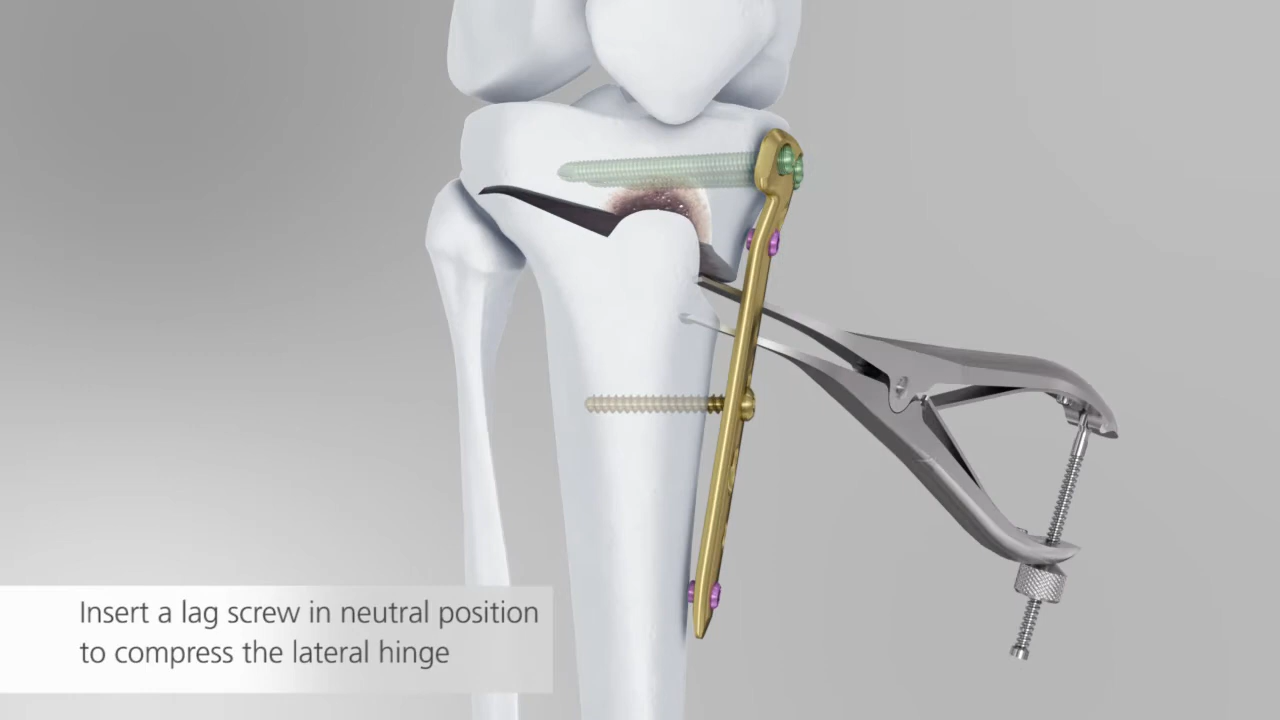 Insert a lag screw in neutral position
to compress the lateral hinge